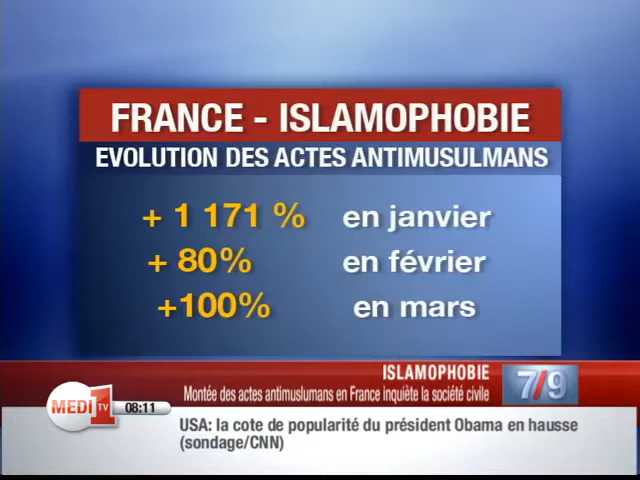 FRANCE - ISLAMOPHOBIE
EVOLUTION DES ACTES ANTIMUSULMANS
+ 1 171 % en janvier
+ 80% en février
+100% en mars
ISLAMOPHOBIE
Montée des actes antimuslumans en France inquiète la société civile
7/9
MEDI 1 TV
08:11
USA: la cote de popularité du président Obama en hausse
(sondage/CNN)